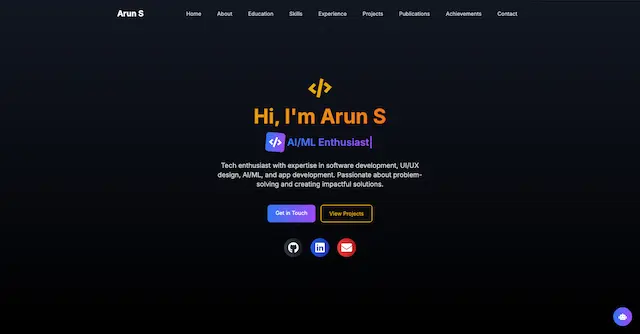 Arun S
Home About Education Skills Experience Projects Publications Achievements Contact
Hi, I'm Arun S
AI/ML Enthusiast
Tech enthusiast with expertise in software development, UI/UX
design, AI/ML, and app development. Passionate about problem-
solving and creating impactful solutions.
Get in Touch View Projects